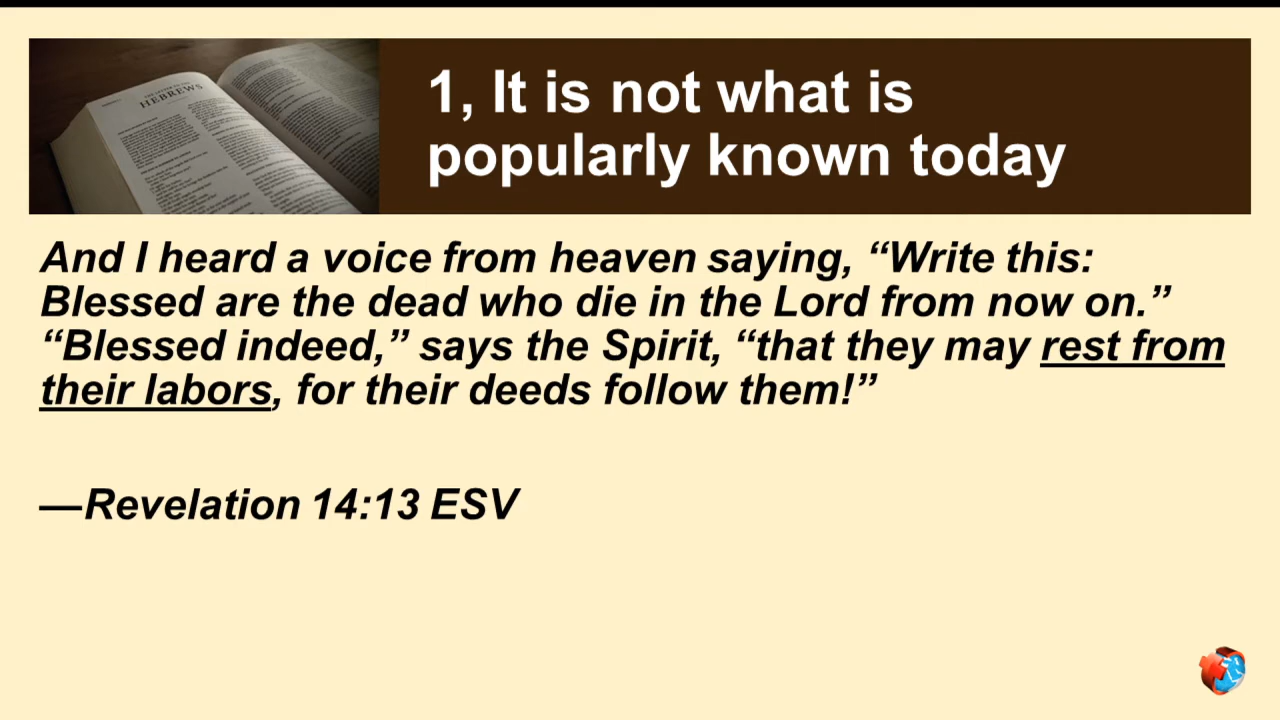 HEBREWS
1, It is not what is
popularly known today
And I heard a voice from heaven saying, “Write this:
Blessed are the dead who die in the Lord from now on.”
“Blessed indeed,” says the Spirit, “that they may rest from
their labors, for their deeds follow them!”
—Revelation 14:13 ESV